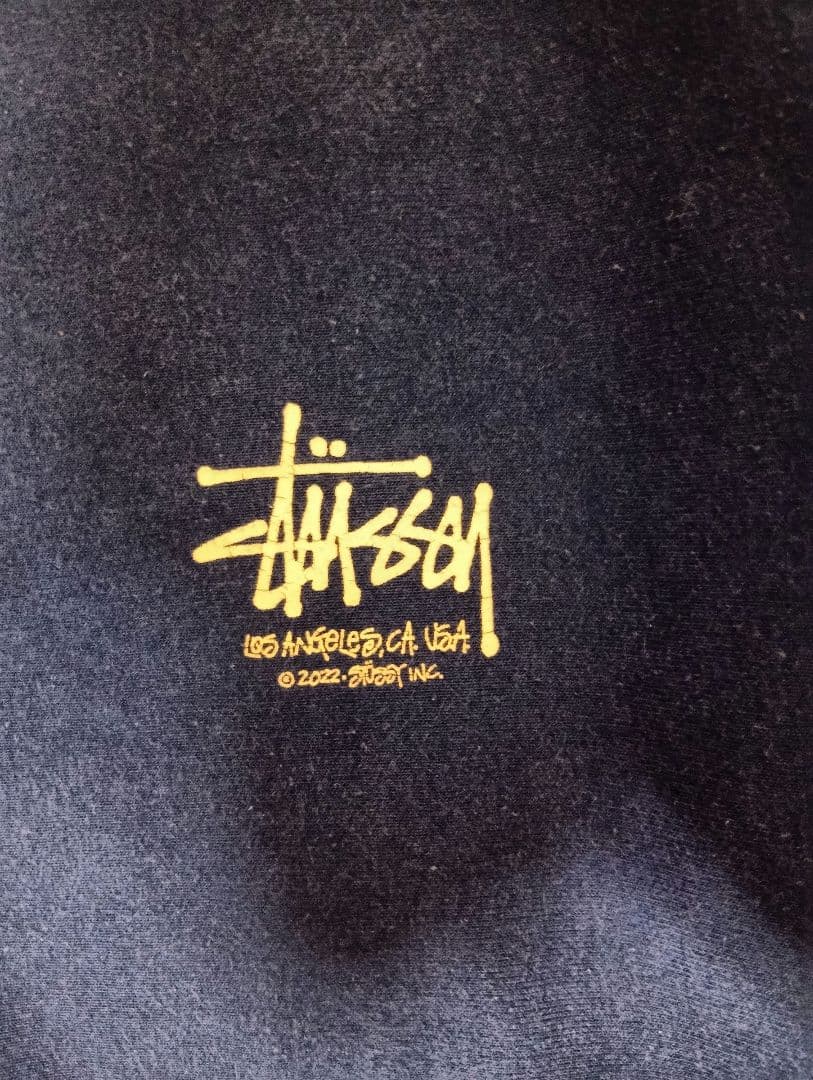 Stüssy
LOS ANGELES, CA. USA.
© 2022. STÜSSY INC.